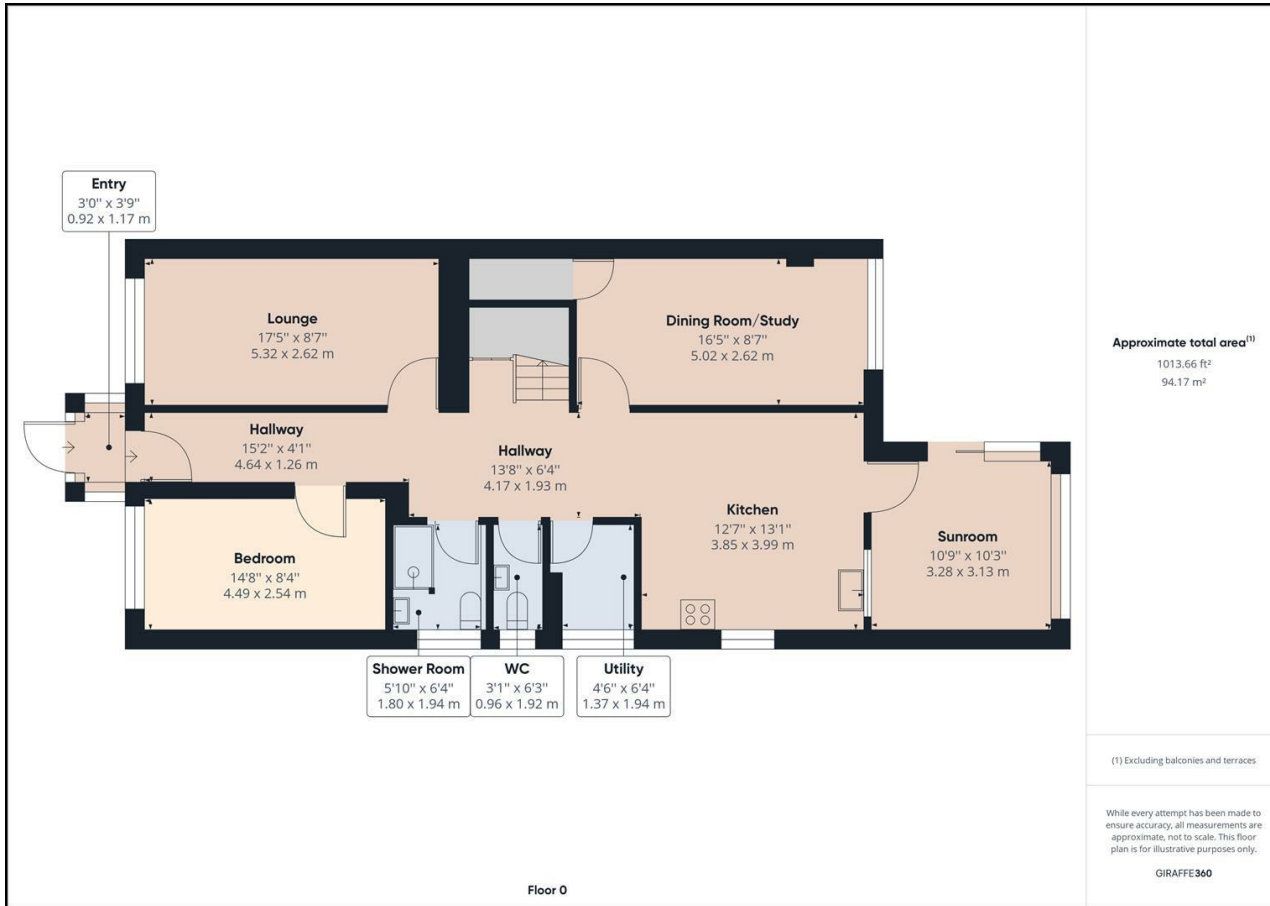 Entry
3'0" x 3'9"
0.92 x 1.17 m
Lounge
17'5" x 8'7"
5.32 x 2.62 m
Dining Room/Study
16'5" x 8'7"
5.02 x 2.62 m
Hallway
15'2" x 4'1"
4.64 x 1.26 m
Hallway
13'8" x 6'4"
4.17 x 1.93 m
Kitchen
12'7" x 13'1"
3.85 x 3.99 m
Sunroom
10'9" x 10'3"
3.28 x 3.13 m
Bedroom
14'8" x 8'4"
4.49 x 2.54 m
Shower Room
5'10" x 6'4"
1.80 x 1.94 m
WC
3'1" x 6'3"
0.96 x 1.92 m
Utility
4'6" x 6'4"
1.37 x 1.94 m
Floor 0
Approximate total area(1)
1013.66 ft²
94.17 m²
(1) Excluding balconies and terraces
While every attempt has been made to
ensure accuracy, all measurements are
approximate, not to scale. This floor
plan is for illustrative purposes only.
GIRAFFE360